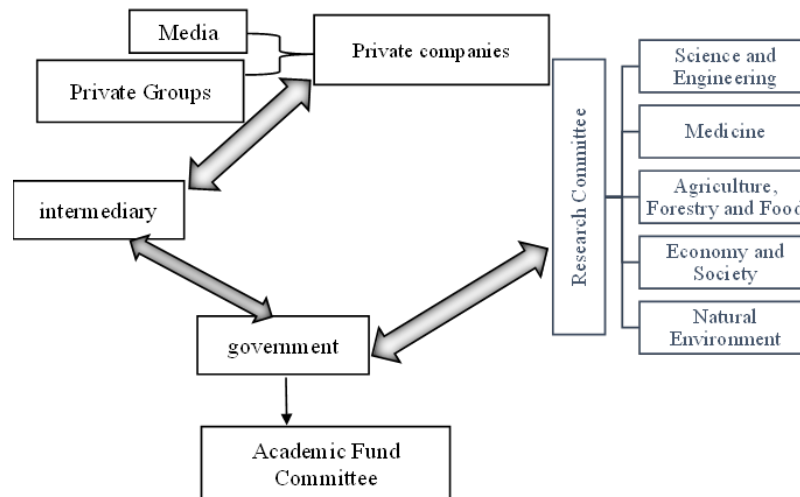 Media
Private companies
Private Groups
intermediary
government
Academic Fund
Committee
Research Committee
Science and
Engineering
Medicine
Agriculture,
Forestry and Food
Economy and
Society
Natural
Environment